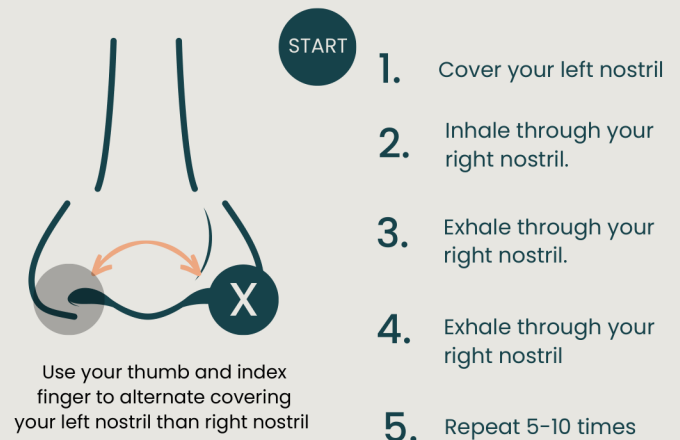 START
1. Cover your left nostril
2. Inhale through your
right nostril.
3. Exhale through your
right nostril.
4. Exhale through your
right nostril
5. Repeat 5-10 times
X
Use your thumb and index
finger to alternate covering
your left nostril than right nostril